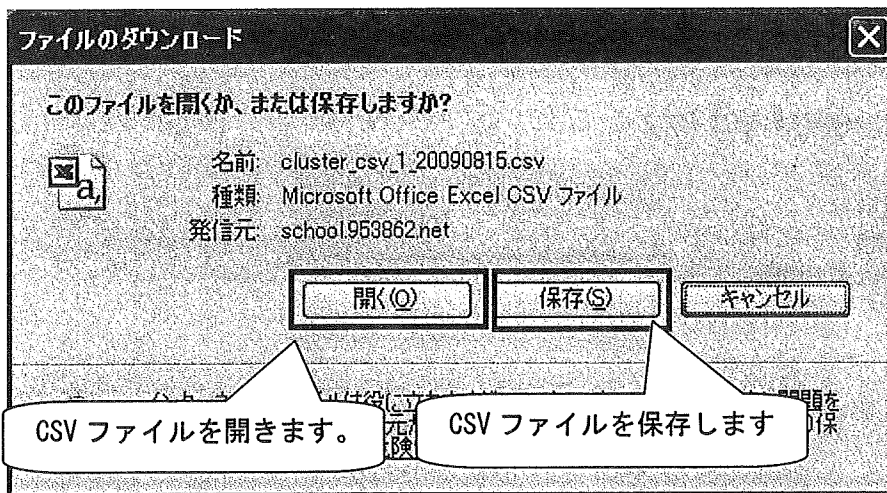 ファイルのダウンロード
このファイルを開くか、または保存しますか?
名前: cluster_csv_1_20090815.csv
種類: Microsoft Office Excel CSV ファイル
発信元: school.953862.net
開く(O)
保存(S)
キャンセル
CSV ファイルを開きます。
CSV ファイルを保存します